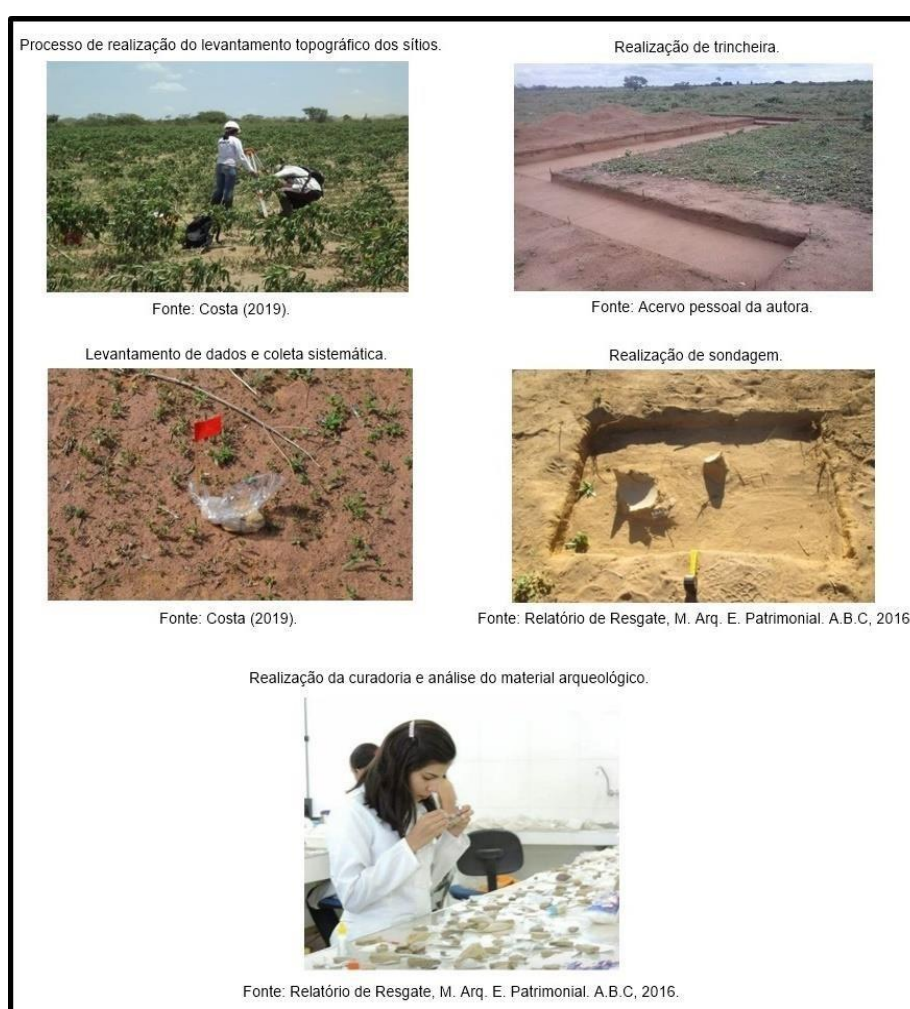 Processo de realização do levantamento topográfico dos sítios.
Realização de trincheira.
Fonte: Costa (2019).
Fonte: Acervo pessoal da autora.
Levantamento de dados e coleta sistemática.
Realização de sondagem.
Fonte: Costa (2019).
Fonte: Relatório de Resgate, M. Arq. E. Patrimonial. A.B.C, 2016
Realização da curadoria e análise do material arqueológico.
Fonte: Relatório de Resgate, M. Arq. E. Patrimonial. A.B.C, 2016.